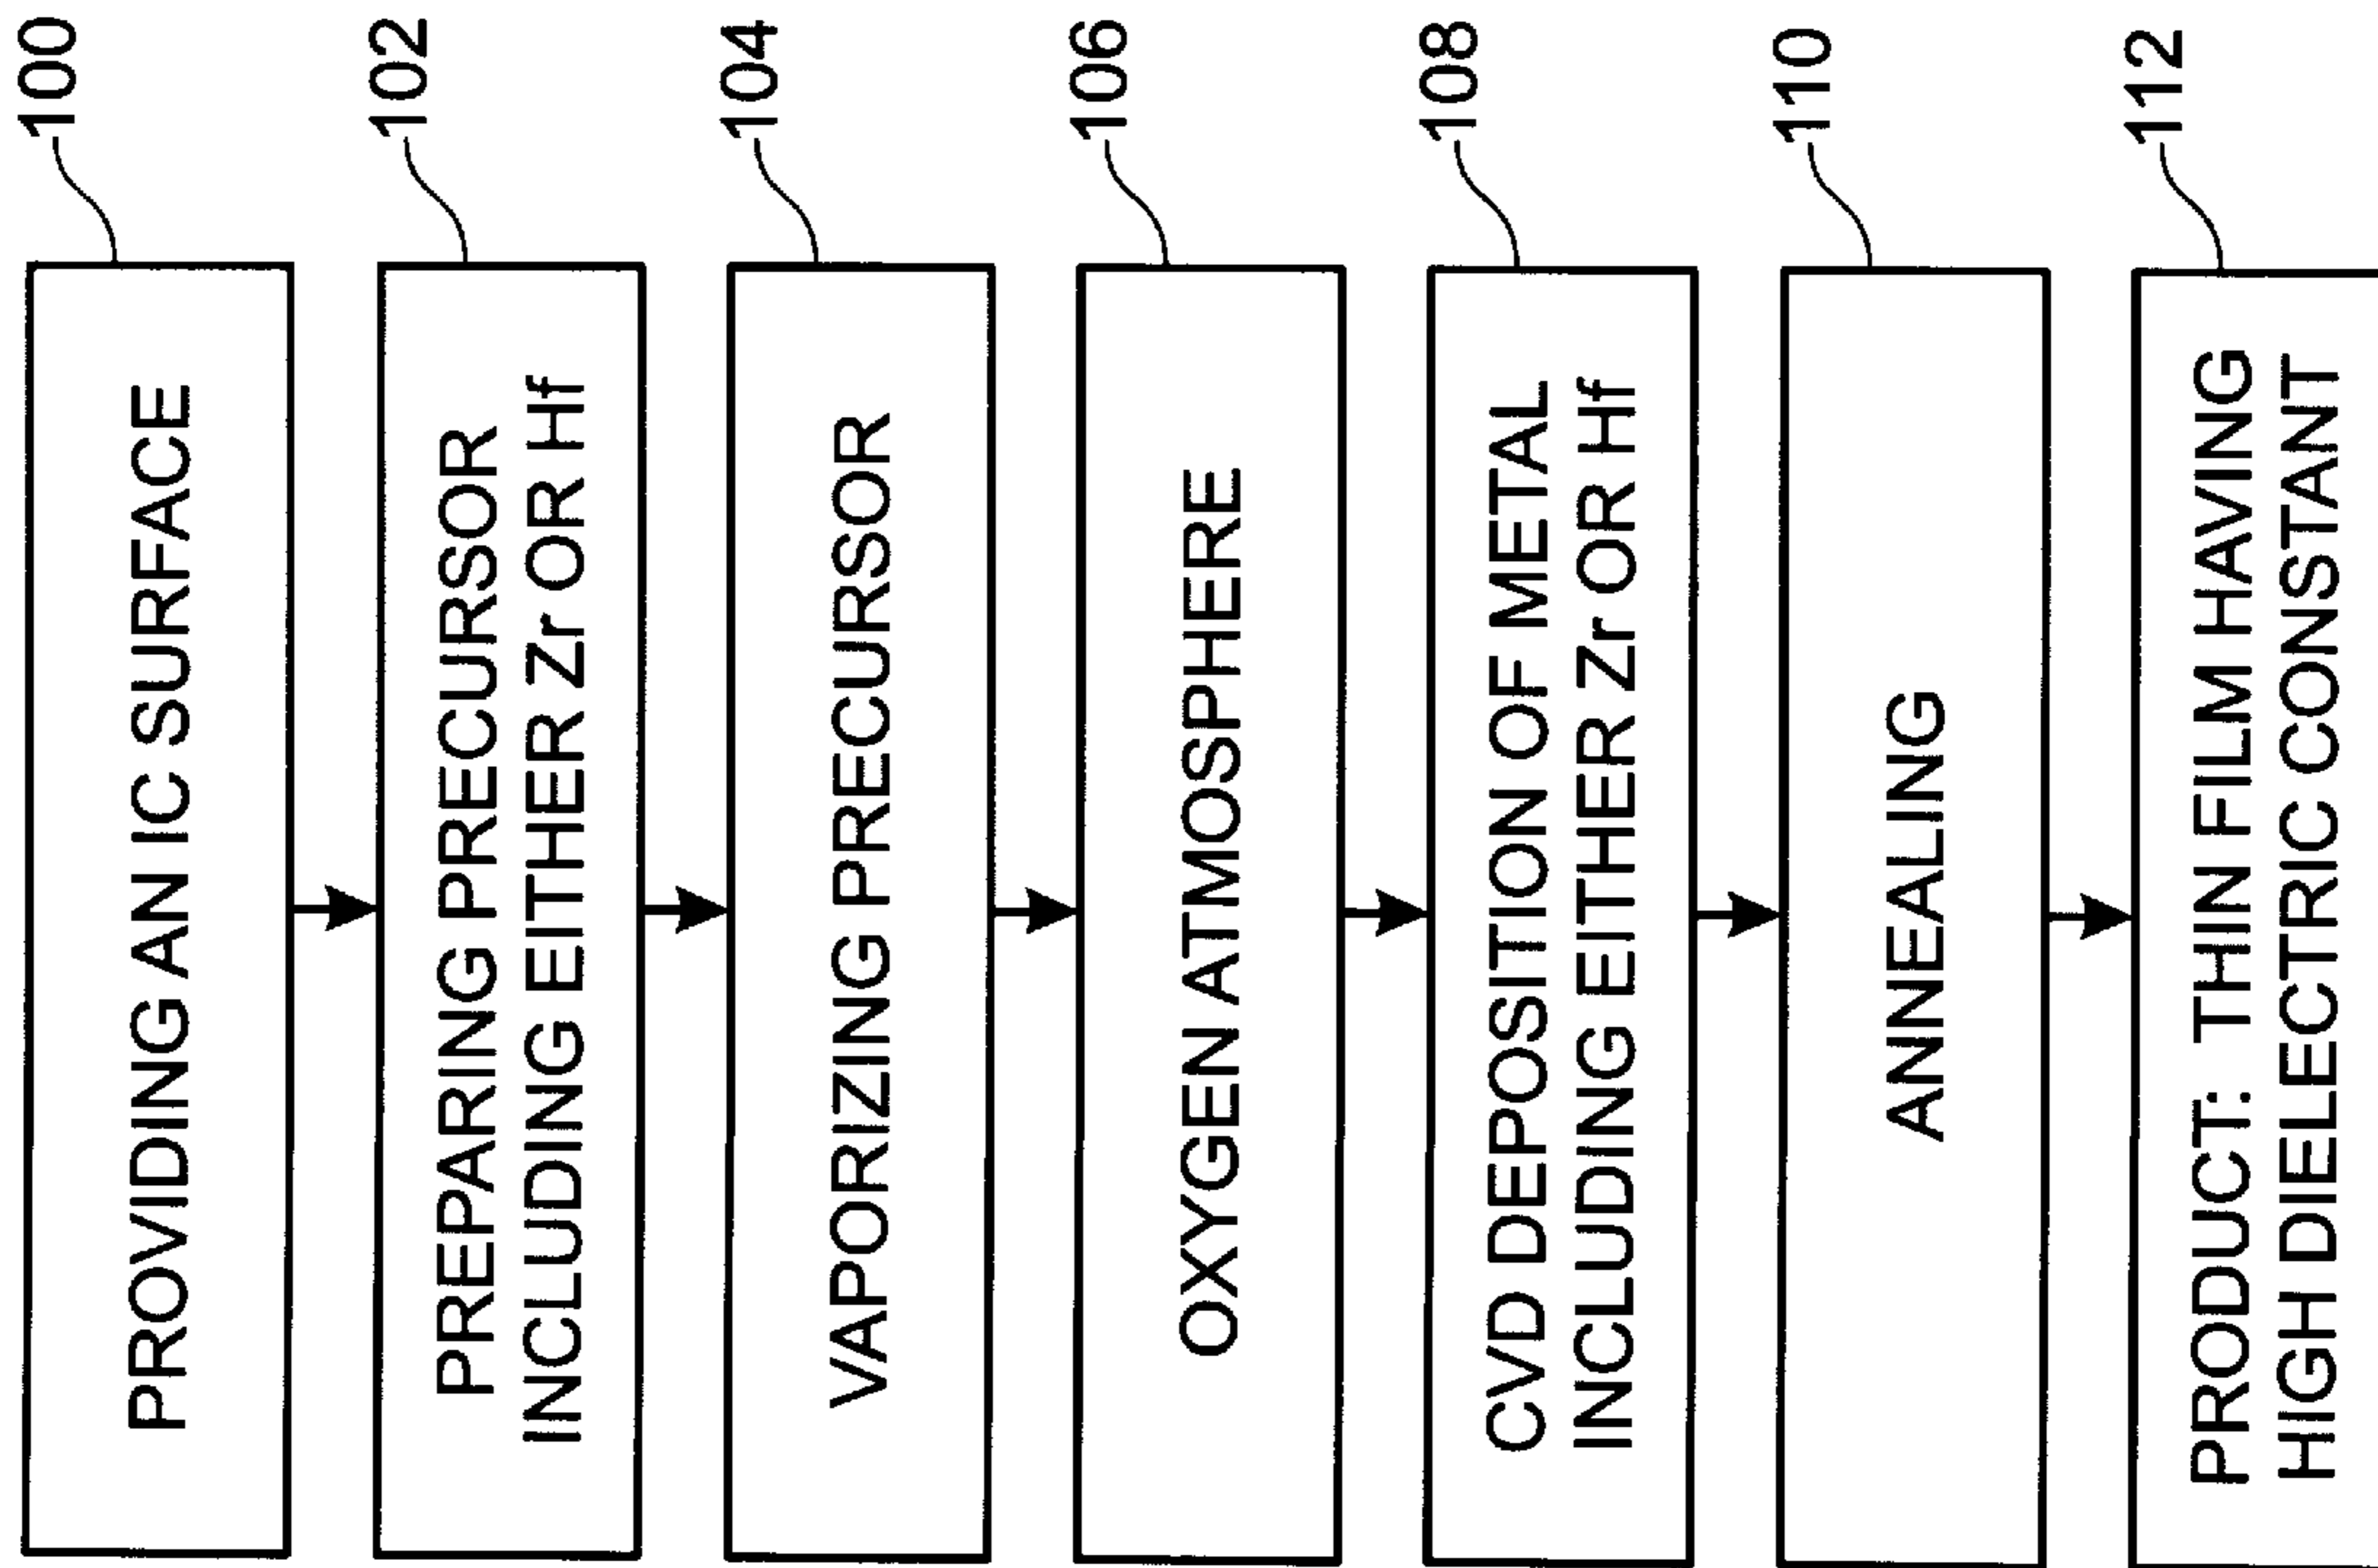 100
PROVIDING AN IC SURFACE
102
PREPARING PRECURSOR
INCLUDING EITHER Zr OR Hf
104
VAPORIZING PRECURSOR
106
OXYGEN ATMOSPHERE
108
CVD DEPOSITION OF METAL
INCLUDING EITHER Zr OR Hf
110
ANNEALING
112
PRODUCT: THIN FILM HAVING
HIGH DIELECTRIC CONSTANT